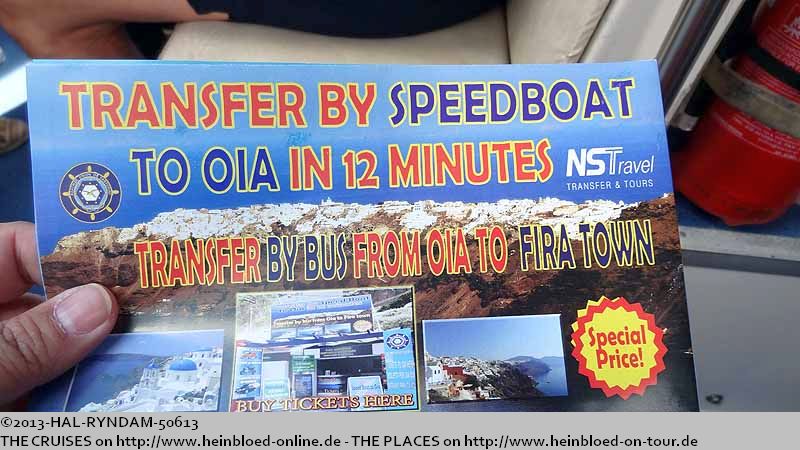 TRANSFER BY SPEEDBOAT
TO OIA IN 12 MINUTES
NSTravel
TRANSFER & TOURS
TRANSFER BY BUS FROM OIA TO FIRA TOWN
Special
Price!
BUY TICKETS HERE
©2013-HAL-RYNDAM-50613
THE CRUISES on http://www.heinbloed-online.de - THE PLACES on http://www.heinbloed-on-tour.de